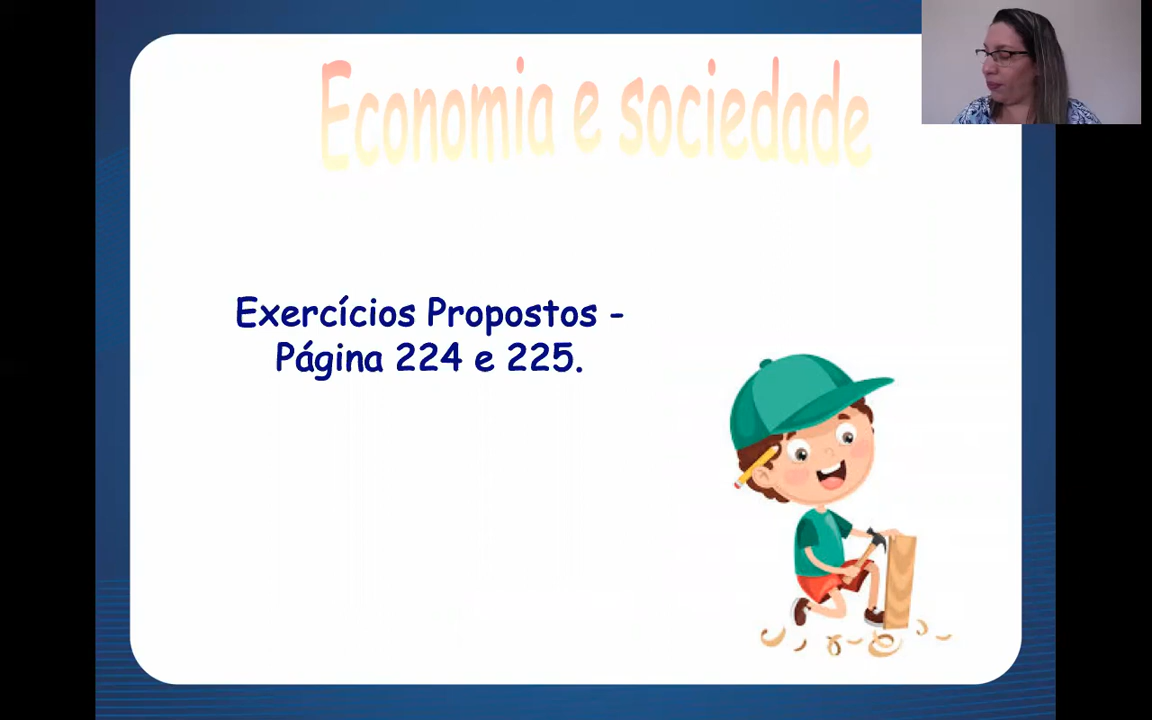 Economia e sociedade
Exercícios Propostos -
Página 224 e 225.